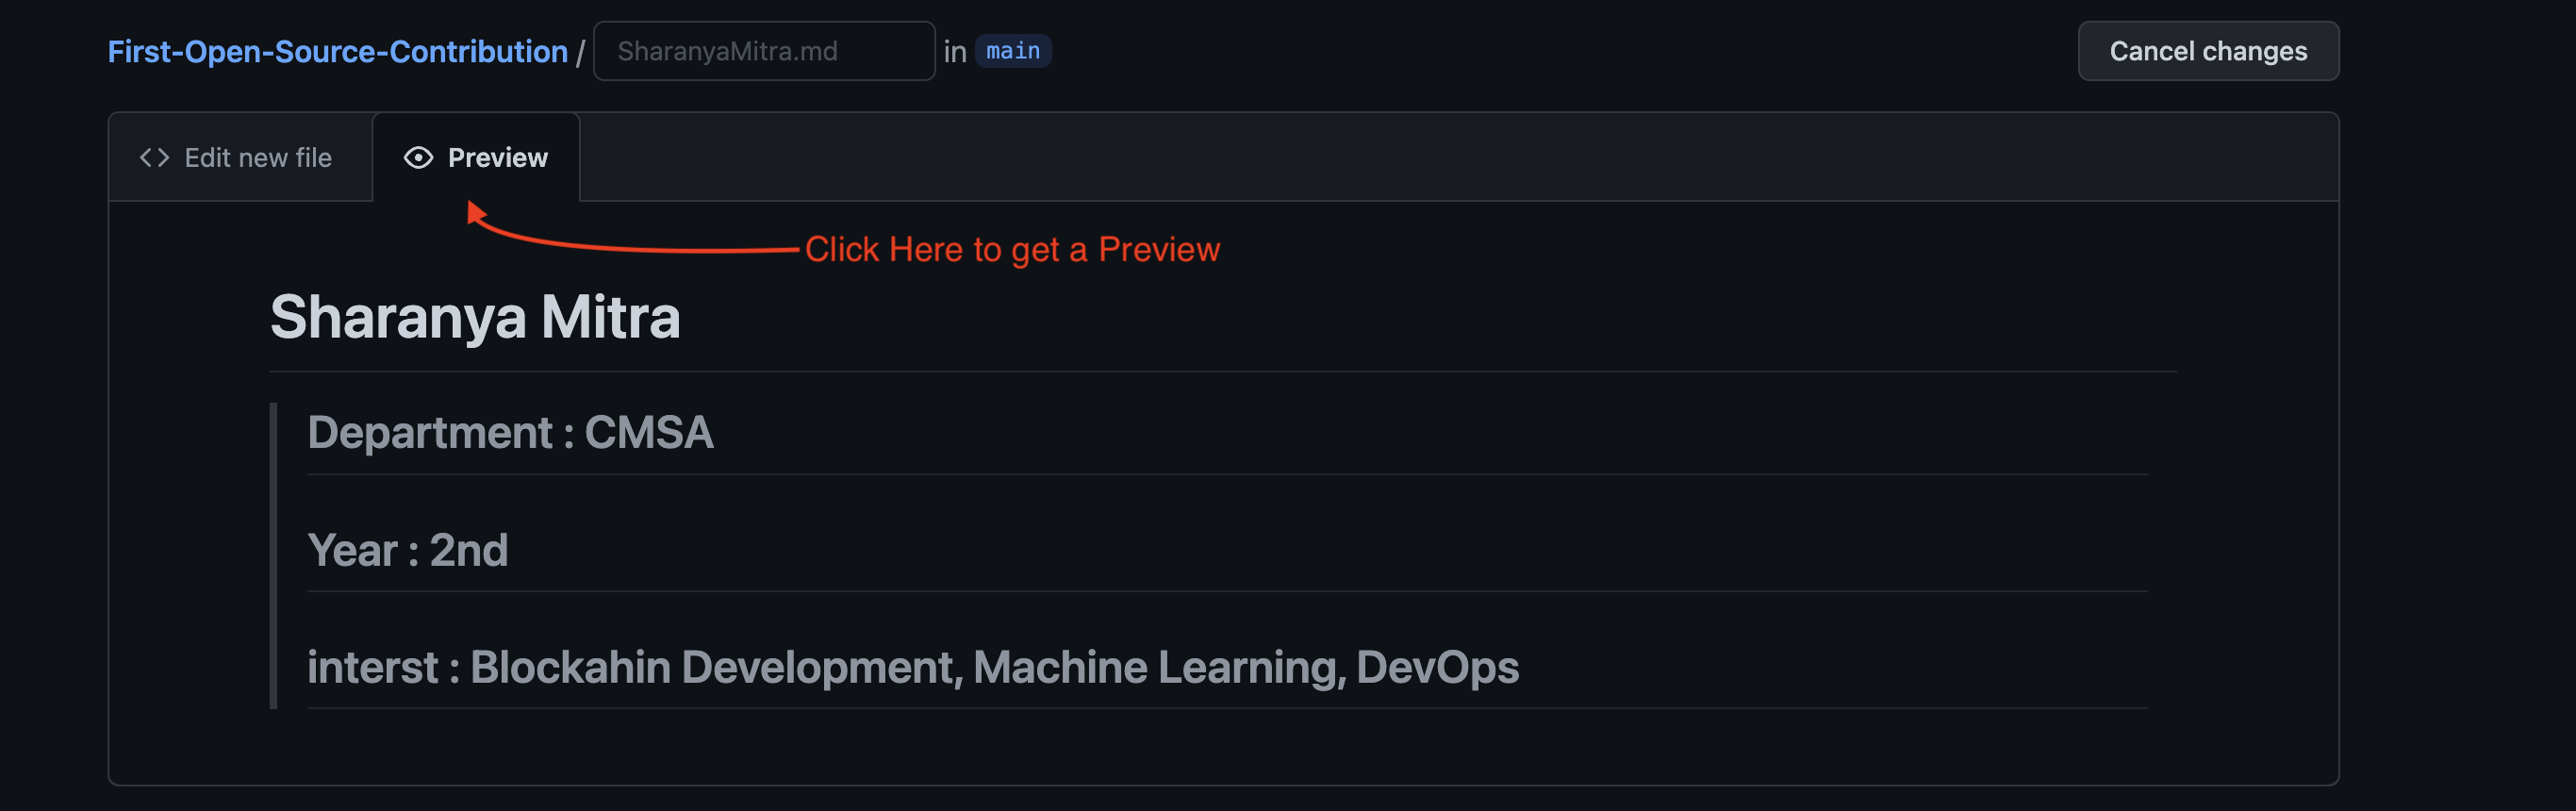 First-Open-Source-Contribution / SharanyaMitra.md in main Cancel changes
<> Edit new file Preview
Click Here to get a Preview
Sharanya Mitra
Department : CMSA
Year : 2nd
interst : Blockahin Development, Machine Learning, DevOps